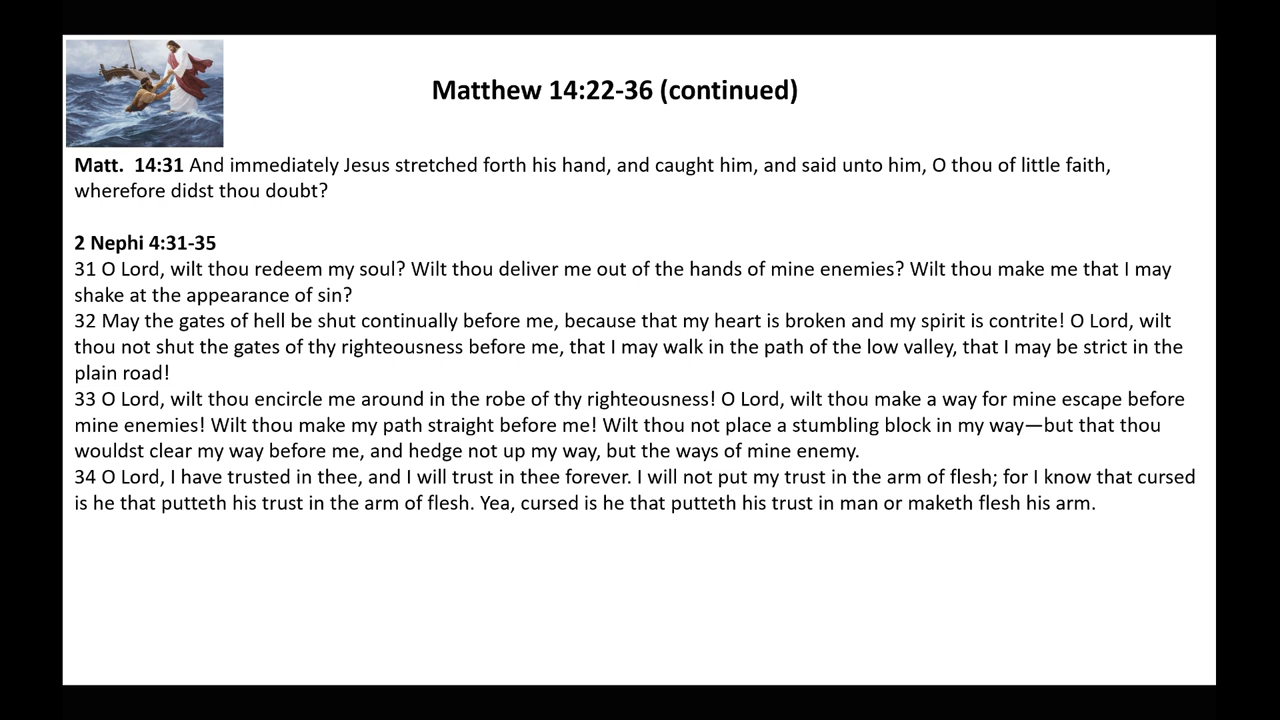 Matthew 14:22-36 (continued)
Matt.  14:31 And immediately Jesus stretched forth his hand, and caught him, and said unto him, O thou of little faith,
wherefore didst thou doubt?
2 Nephi 4:31-35
31 O Lord, wilt thou redeem my soul? Wilt thou deliver me out of the hands of mine enemies? Wilt thou make me that I may
shake at the appearance of sin?
32 May the gates of hell be shut continually before me, because that my heart is broken and my spirit is contrite! O Lord, wilt
thou not shut the gates of thy righteousness before me, that I may walk in the path of the low valley, that I may be strict in the
plain road!
33 O Lord, wilt thou encircle me around in the robe of thy righteousness! O Lord, wilt thou make a way for mine escape before
mine enemies! Wilt thou make my path straight before me! Wilt thou not place a stumbling block in my way—but that thou
wouldst clear my way before me, and hedge not up my way, but the ways of mine enemy.
34 O Lord, I have trusted in thee, and I will trust in thee forever. I will not put my trust in the arm of flesh; for I know that cursed
is he that putteth his trust in the arm of flesh. Yea, cursed is he that putteth his trust in man or maketh flesh his arm.